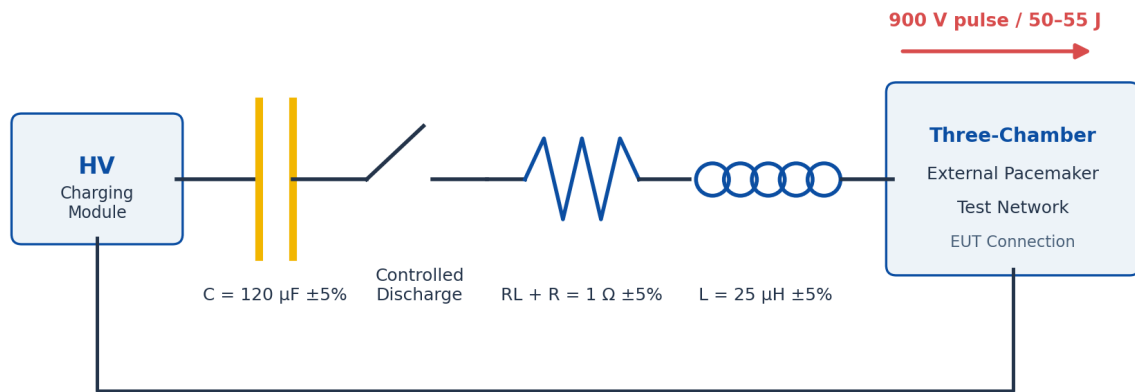 900 V pulse / 50–55 J
HV
Charging
Module
C = 120 μF ±5%
Controlled
Discharge
RL + R = 1 Ω ±5%
L = 25 μH ±5%
Three-Chamber
External Pacemaker
Test Network
EUT Connection